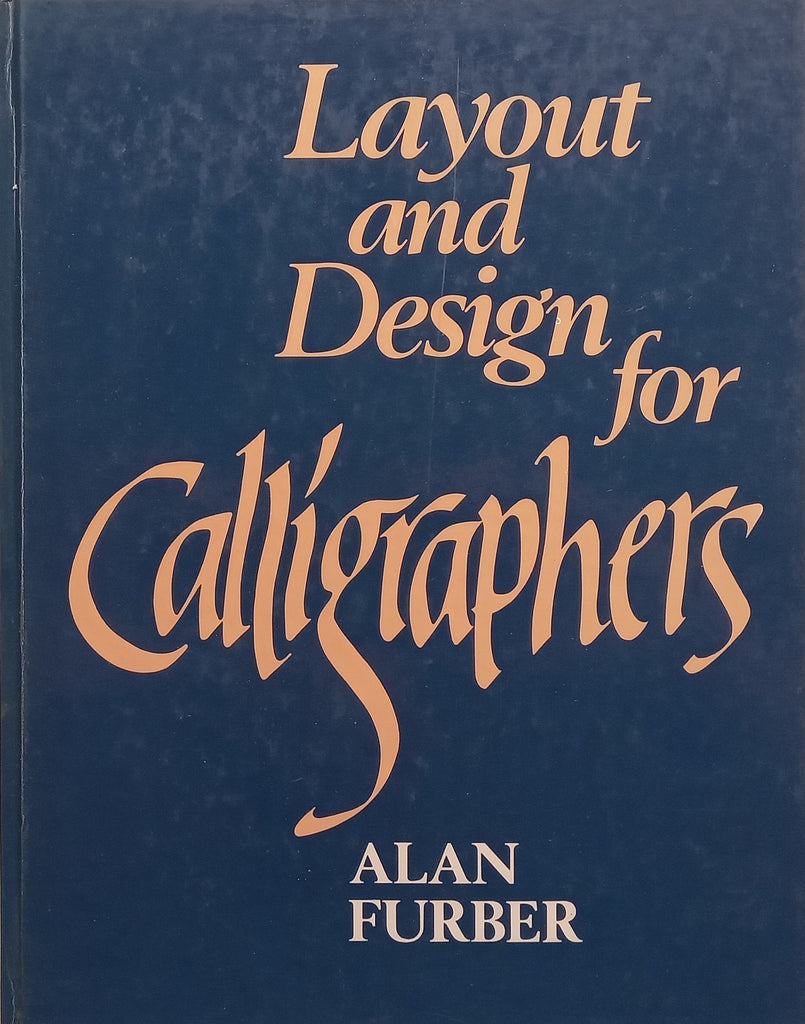 Layout
and
Design
for
Calligraphers
ALAN
FURBER